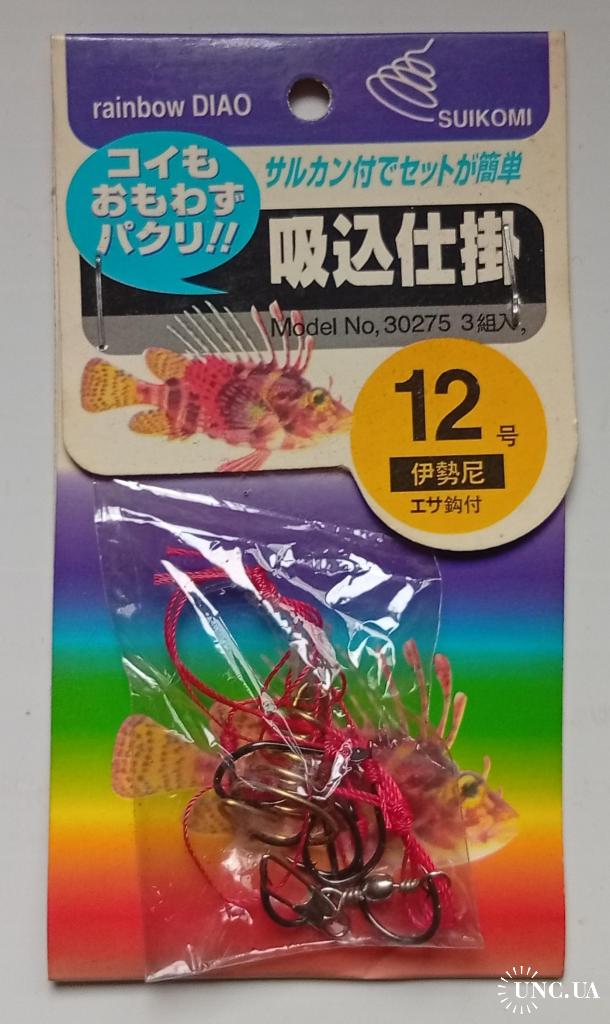 rainbow DIAO
SUIKOMI
コイも
おもわず
パクリ!!
サルカン付でセットが簡単
吸込仕掛
Model No, 30275 3組入,
12号
伊勢尼
エサ鈎付
UNC.UA